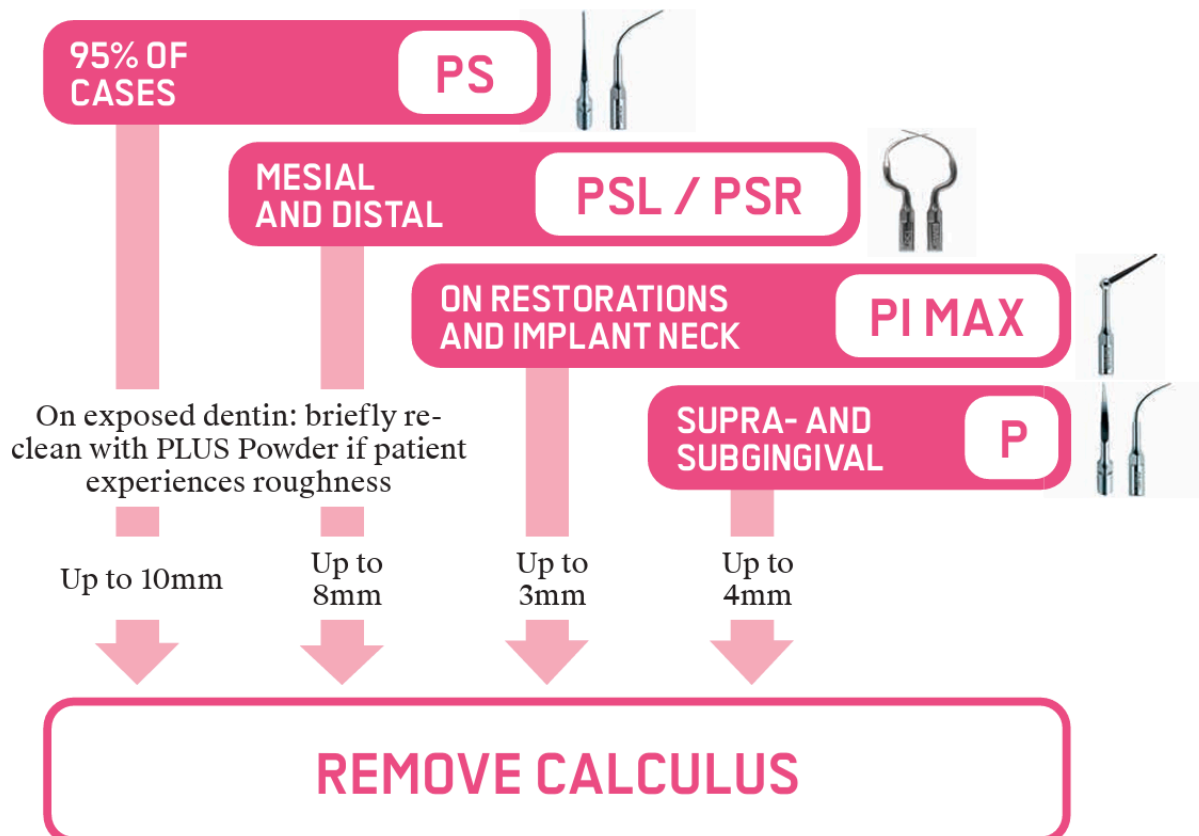 95% OF
CASES
PS
MESIAL
AND DISTAL
PSL / PSR
ON RESTORATIONS
AND IMPLANT NECK
PI MAX
SUPRA- AND
SUBGINGIVAL
P
On exposed dentin: briefly re-
clean with PLUS Powder if patient
experiences roughness
Up to 10mm
Up to
8mm
Up to
3mm
Up to
4mm
REMOVE CALCULUS